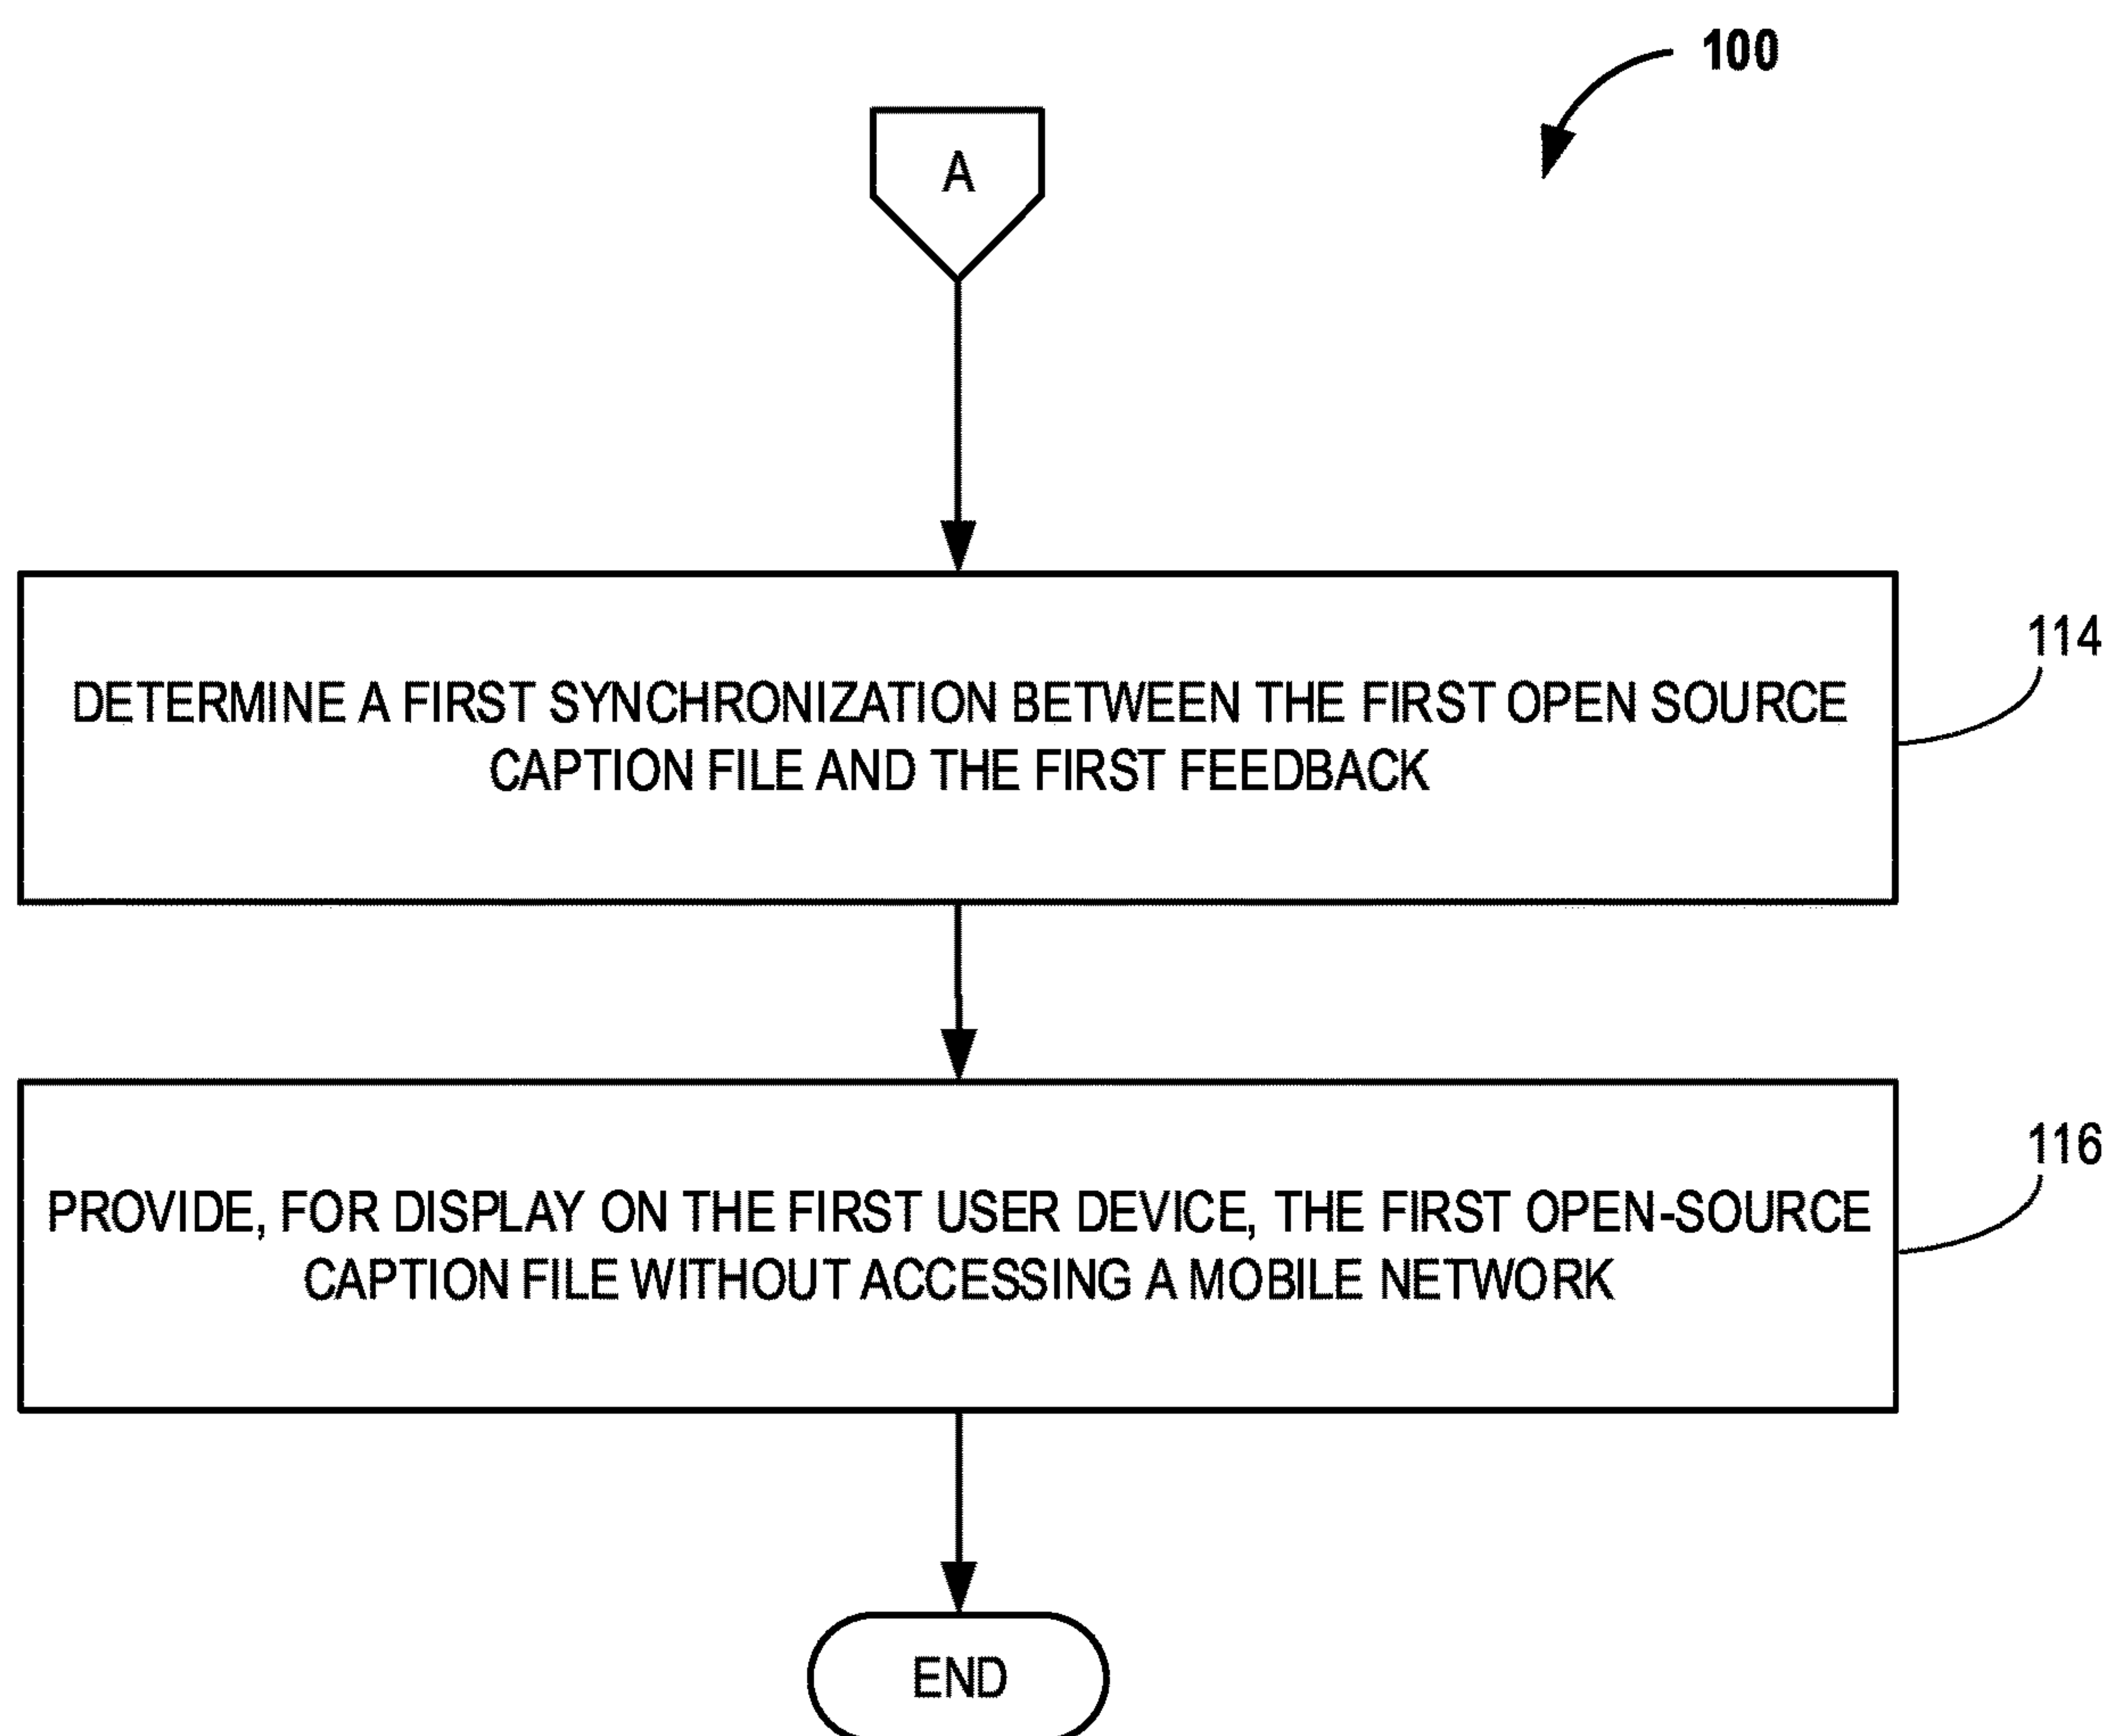 100
A
DETERMINE A FIRST SYNCHRONIZATION BETWEEN THE FIRST OPEN SOURCE
CAPTION FILE AND THE FIRST FEEDBACK
114
PROVIDE, FOR DISPLAY ON THE FIRST USER DEVICE, THE FIRST OPEN-SOURCE
CAPTION FILE WITHOUT ACCESSING A MOBILE NETWORK
116
END